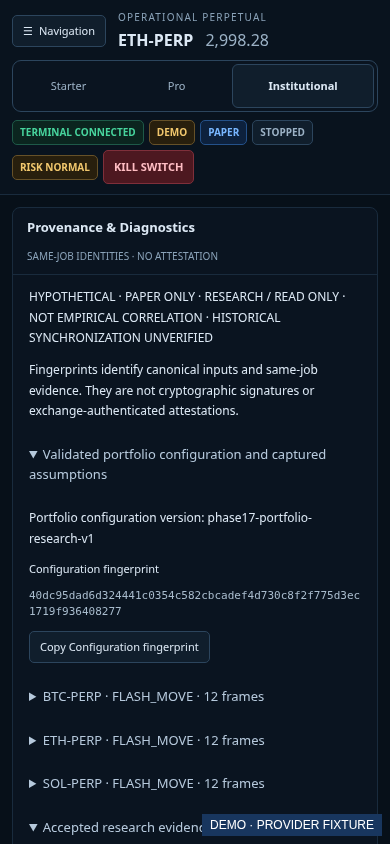 ☰ Navigation
OPERATIONAL PERPETUAL
ETH-PERP 2,998.28
Starter Pro Institutional
TERMINAL CONNECTED DEMO PAPER STOPPED
RISK NORMAL KILL SWITCH
Provenance & Diagnostics
SAME-JOB IDENTITIES · NO ATTESTATION
HYPOTHETICAL · PAPER ONLY · RESEARCH / READ ONLY ·
NOT EMPIRICAL CORRELATION · HISTORICAL
SYNCHRONIZATION UNVERIFIED
Fingerprints identify canonical inputs and same-job
evidence. They are not cryptographic signatures or
exchange-authenticated attestations.
▼ Validated portfolio configuration and captured
assumptions
Portfolio configuration version: phase17-portfolio-
research-v1
Configuration fingerprint
40dc95dad6d324441c0354c582cbcadef4d730c8f2f775d3ec
1719f936408277
Copy Configuration fingerprint
▶ BTC-PERP · FLASH_MOVE · 12 frames
▶ ETH-PERP · FLASH_MOVE · 12 frames
▶ SOL-PERP · FLASH_MOVE · 12 frames
▼ Accepted research
DEMO · PROVIDER FIXTURE